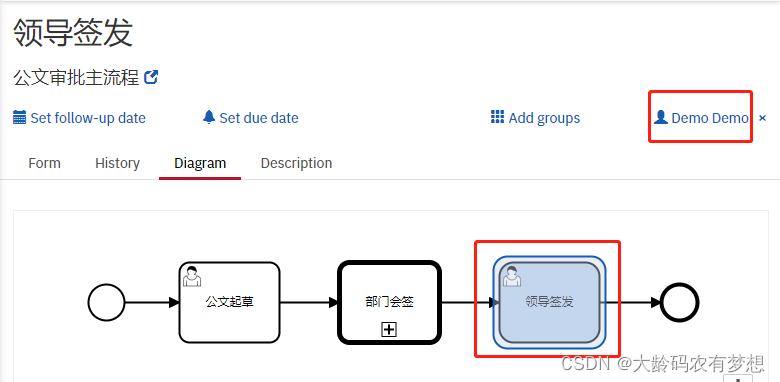 领导签发
公文审批主流程
Set follow-up date Set due date Add groups Demo Demo ×
Form History Diagram Description
公文起草 部门会签 领导签发
CSDN @大龄码农有梦想